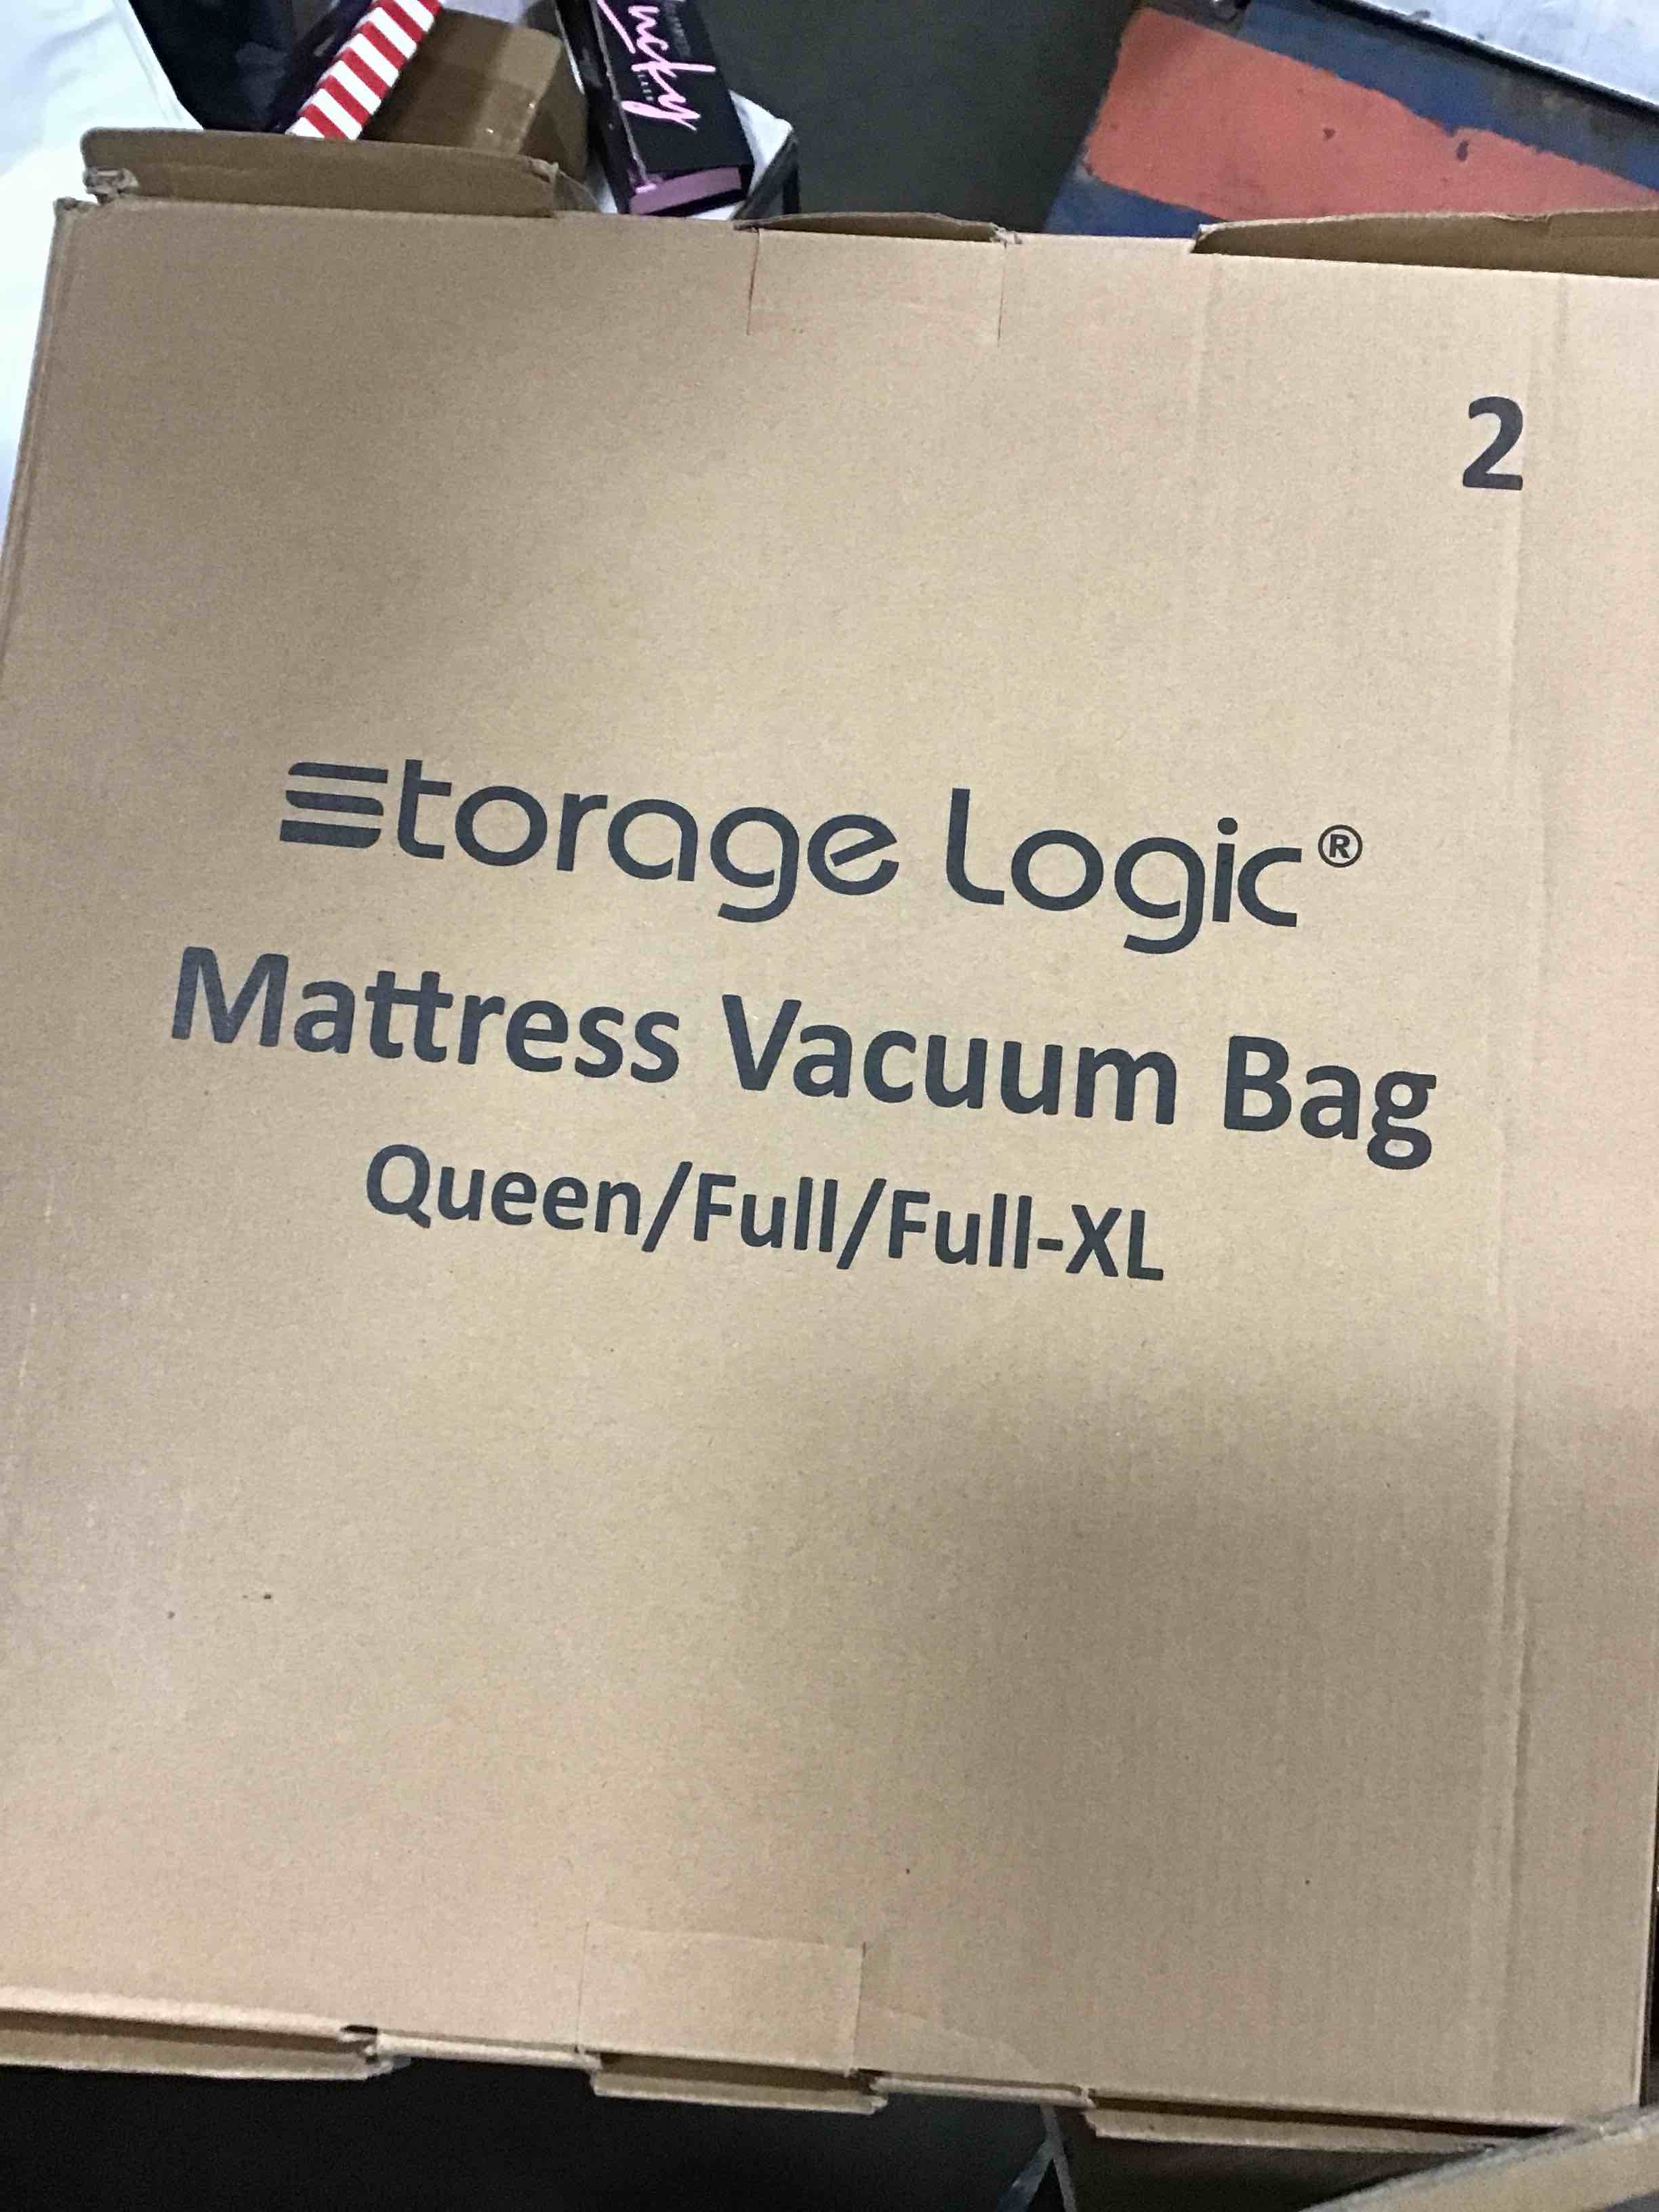 2
Storage Logic®
Mattress Vacuum Bag
Queen/Full/Full-XL